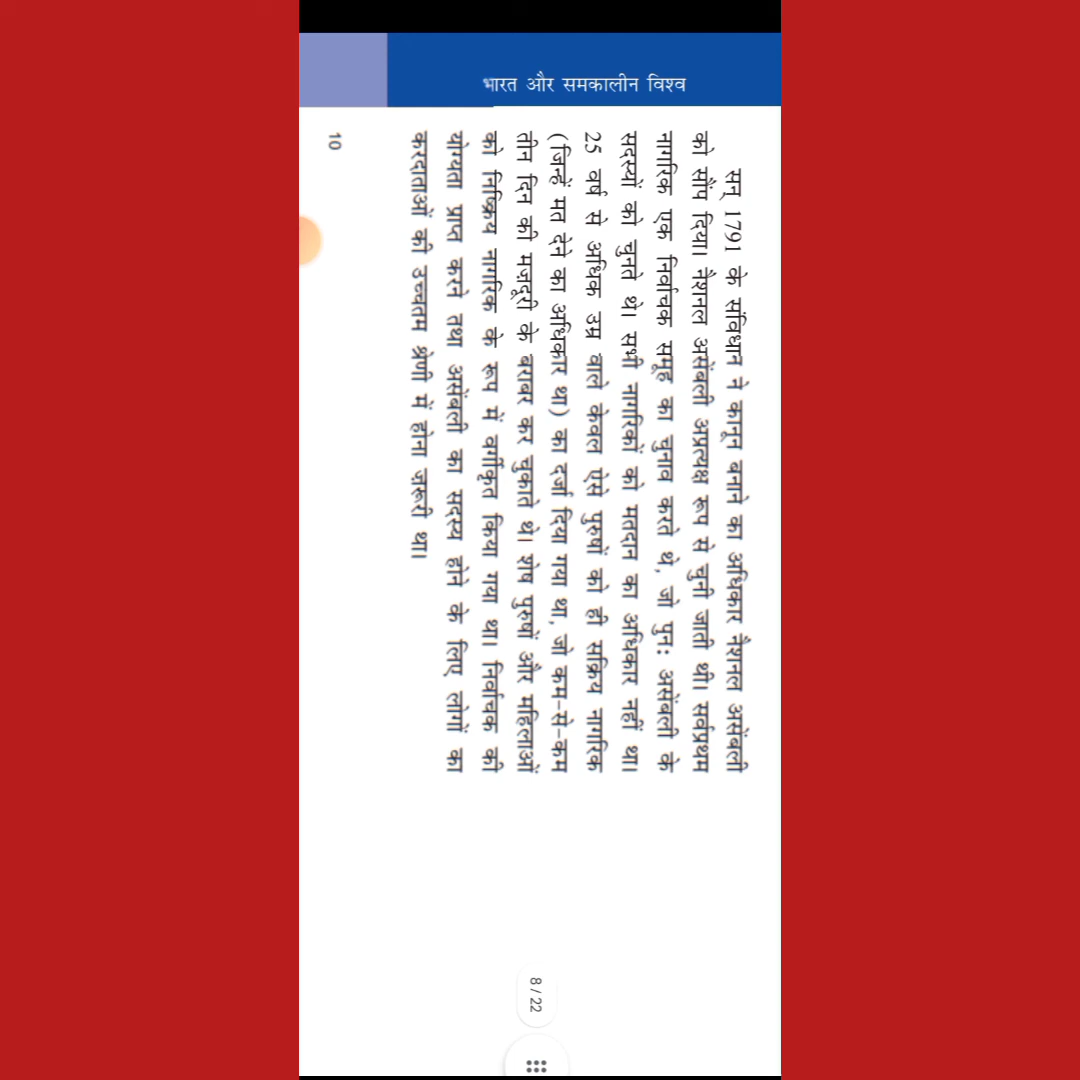 भारत और समकालीन विश्व
सन् 1791 के संविधान ने कानून बनाने का अधिकार नैशनल असेंबली
को सौंप दिया। नैशनल असेंबली अप्रत्यक्ष रूप से चुनी जाती थी। सर्वप्रथम
नागरिक एक निर्वाचक समूह का चुनाव करते थे, जो पुन: असेंबली के
सदस्यों को चुनते थे। सभी नागरिकों को मतदान का अधिकार नहीं था।
25 वर्ष से अधिक उम्र वाले केवल ऐसे पुरुषों को ही सक्रिय नागरिक
(जिन्हें मत देने का अधिकार था) का दर्जा दिया गया था, जो कम-से-कम
तीन दिन की मज़दूरी के बराबर कर चुकाते थे। शेष पुरुषों और महिलाओं
को निष्क्रिय नागरिक के रूप में वर्गीकृत किया गया था। निर्वाचक की
योग्यता प्राप्त करने तथा असेंबली का सदस्य होने के लिए लोगों का
करदाताओं की उच्चतम श्रेणी में होना ज़रूरी था।
10
8 / 22